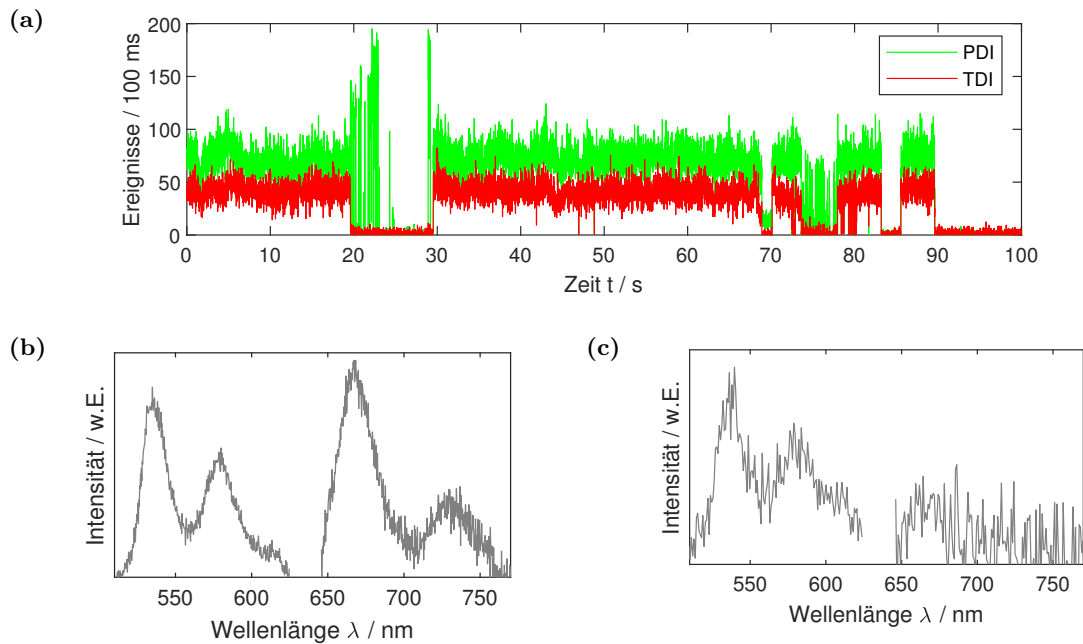 (a)
Ereignisse / 100 ms
200
150
100
50
0
PDI
TDI
0 10 20 30 40 50 60 70 80 90 100
Zeit t / s
(b)
Intensität / w.E.
550 600 650 700 750
Wellenlänge λ / nm
(c)
Intensität / w.E.
550 600 650 700 750
Wellenlänge λ / nm